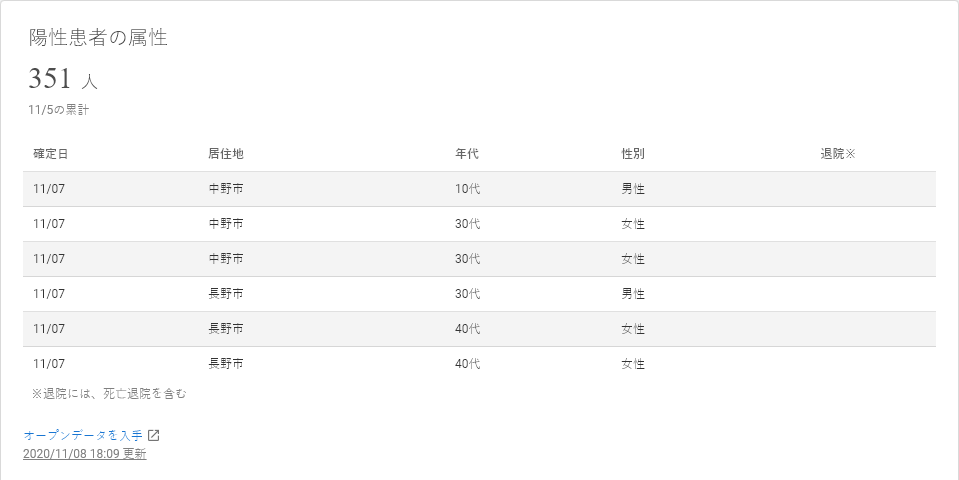 陽性患者の属性
351 人
11/5の累計
確定日 居住地 年代 性別 退院※
11/07 中野市 10代 男性
11/07 中野市 30代 女性
11/07 中野市 30代 女性
11/07 長野市 30代 男性
11/07 長野市 40代 女性
11/07 長野市 40代 女性
※退院には、死亡退院を含む
オープンデータを入手
2020/11/08 18:09 更新